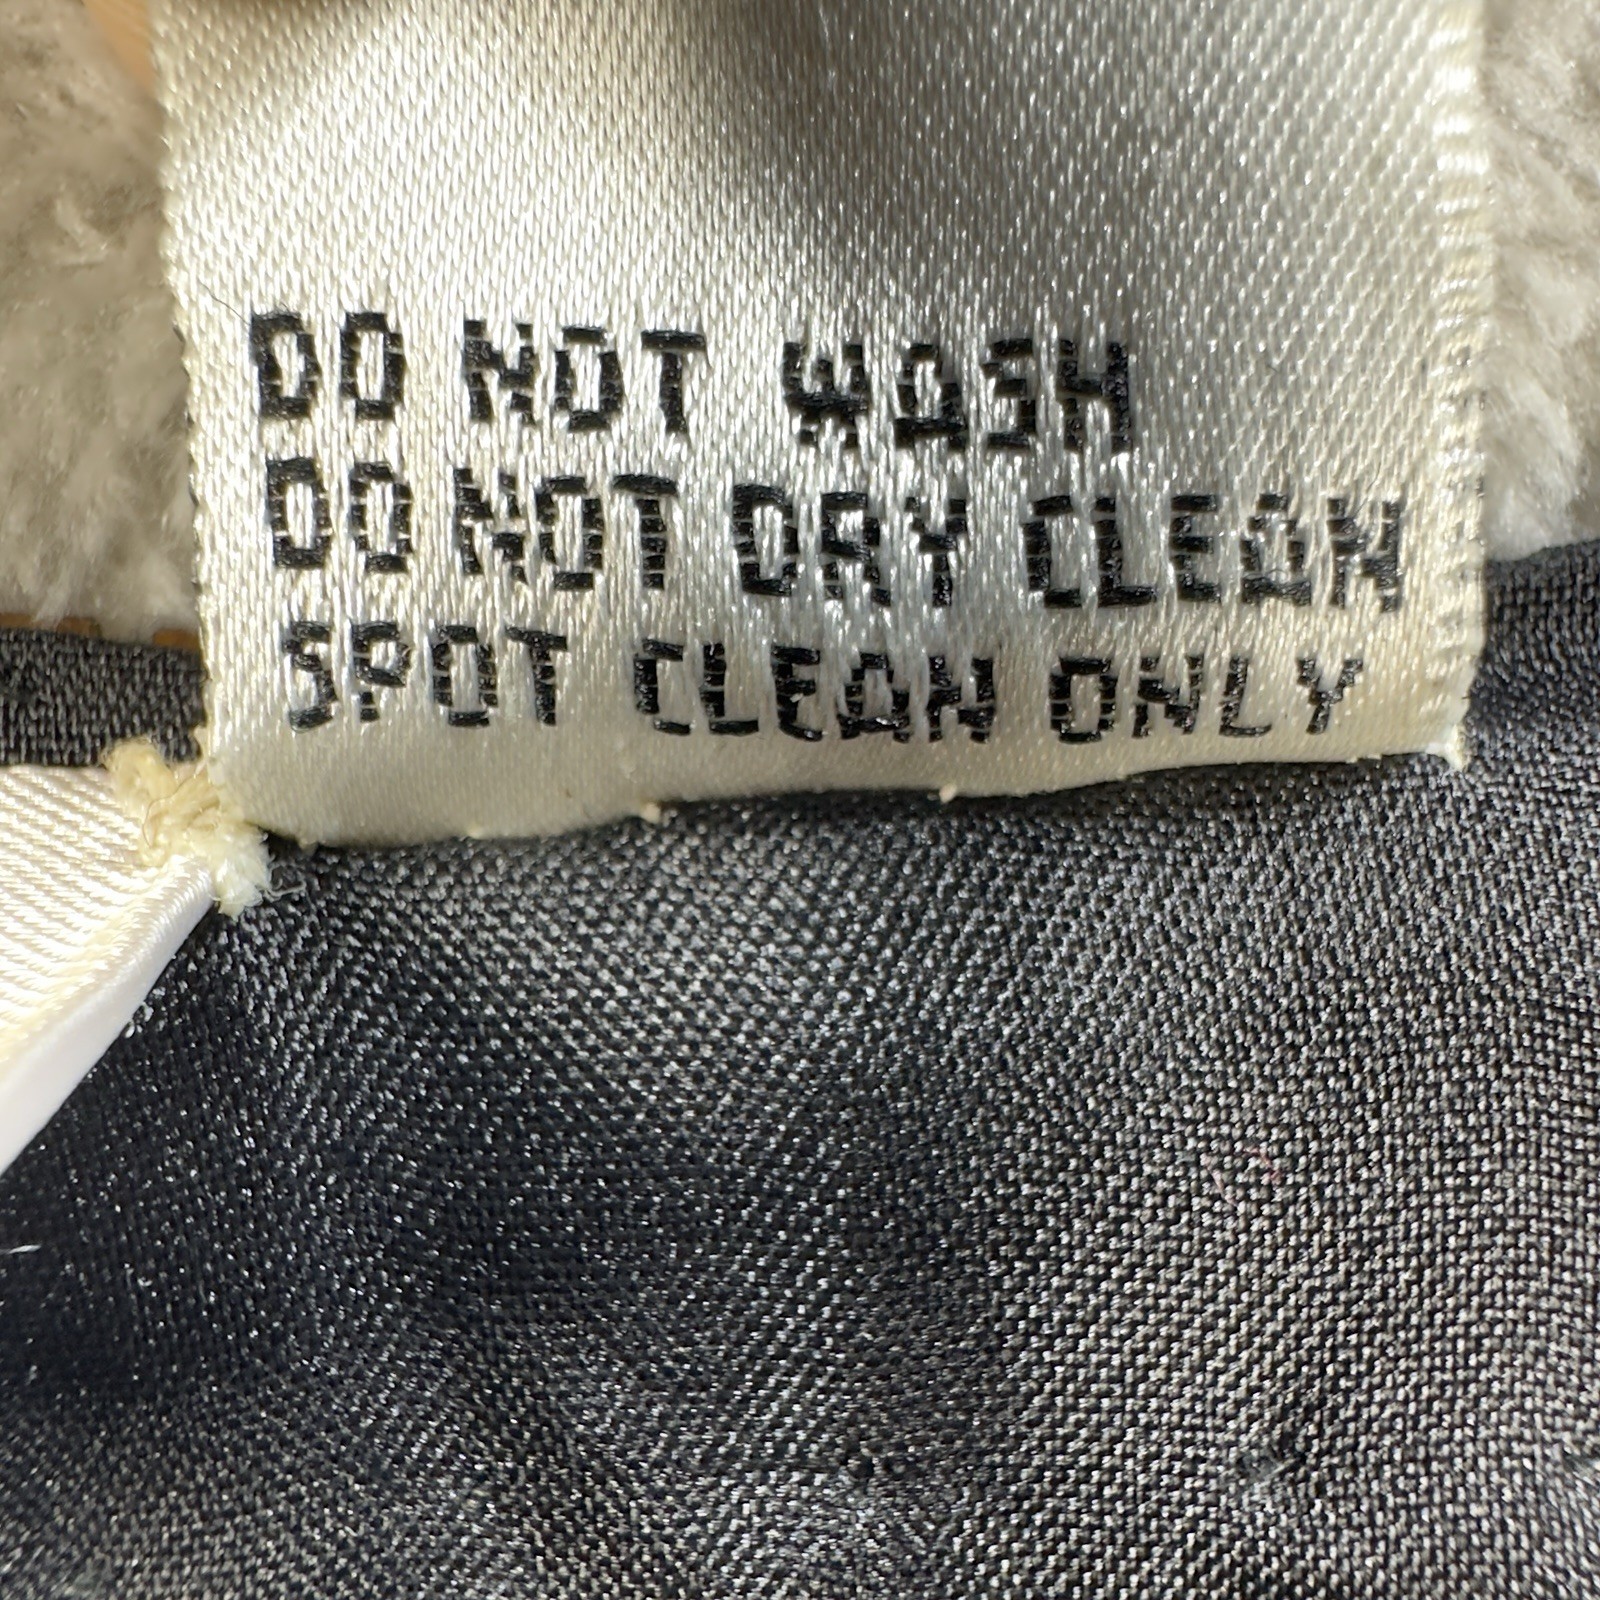 DO NOT WASH
DO NOT DRY CLEAN
SPOT CLEAN ONLY